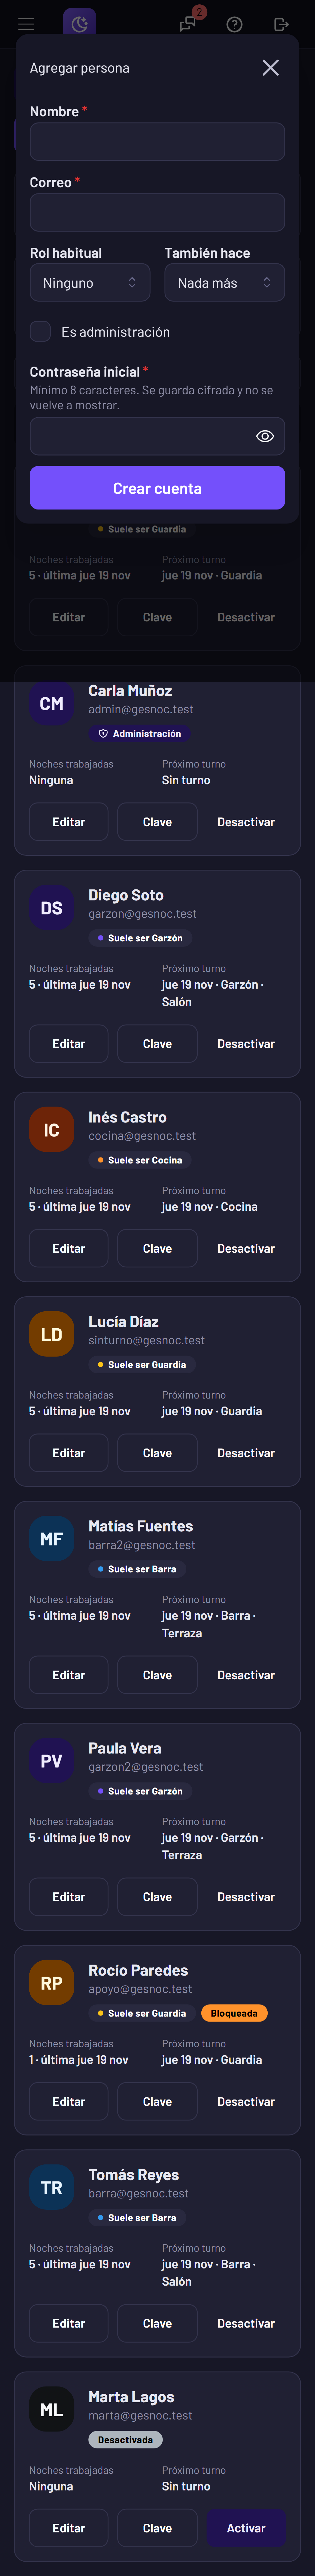 2
Agregar persona
Nombre *
Correo *
Rol habitual
También hace
Ninguno
Nada más
Es administración
Contraseña inicial *
Mínimo 8 caracteres. Se guarda cifrada y no se
vuelve a mostrar.
Crear cuenta
Suele ser Guardia
Noches trabajadas
Próximo turno
5 · última jue 19 nov
jue 19 nov · Guardia
Editar
Clave
Desactivar
CM
Carla Muñoz
admin@gesnoc.test
Administración
Noches trabajadas
Próximo turno
Ninguna
Sin turno
Editar
Clave
Desactivar
DS
Diego Soto
garzon@gesnoc.test
Suele ser Garzón
Noches trabajadas
Próximo turno
5 · última jue 19 nov
jue 19 nov · Garzón ·
Salón
Editar
Clave
Desactivar
IC
Inés Castro
cocina@gesnoc.test
Suele ser Cocina
Noches trabajadas
Próximo turno
5 · última jue 19 nov
jue 19 nov · Cocina
Editar
Clave
Desactivar
LD
Lucía Díaz
sinturno@gesnoc.test
Suele ser Guardia
Noches trabajadas
Próximo turno
5 · última jue 19 nov
jue 19 nov · Guardia
Editar
Clave
Desactivar
MF
Matías Fuentes
barra2@gesnoc.test
Suele ser Barra
Noches trabajadas
Próximo turno
5 · última jue 19 nov
jue 19 nov · Barra ·
Terraza
Editar
Clave
Desactivar
PV
Paula Vera
garzon2@gesnoc.test
Suele ser Garzón
Noches trabajadas
Próximo turno
5 · última jue 19 nov
jue 19 nov · Garzón ·
Terraza
Editar
Clave
Desactivar
RP
Rocío Paredes
apoyo@gesnoc.test
Suele ser Guardia
Bloqueada
Noches trabajadas
Próximo turno
1 · última jue 19 nov
jue 19 nov · Guardia
Editar
Clave
Desactivar
TR
Tomás Reyes
barra@gesnoc.test
Suele ser Barra
Noches trabajadas
Próximo turno
5 · última jue 19 nov
jue 19 nov · Barra ·
Salón
Editar
Clave
Desactivar
ML
Marta Lagos
marta@gesnoc.test
Desactivada
Noches trabajadas
Próximo turno
Ninguna
Sin turno
Editar
Clave
Activar